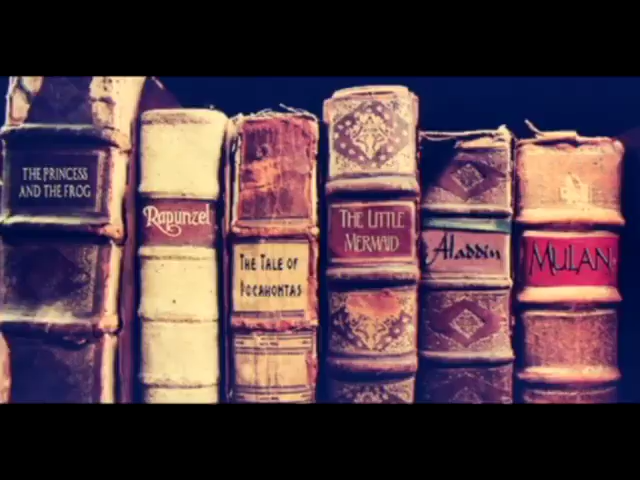 THE PRINCESS
AND THE FROG
Rapunzel
THE TALE OF
POCAHONTAS
THE LITTLE
MERMAID
Aladdin
MULAN